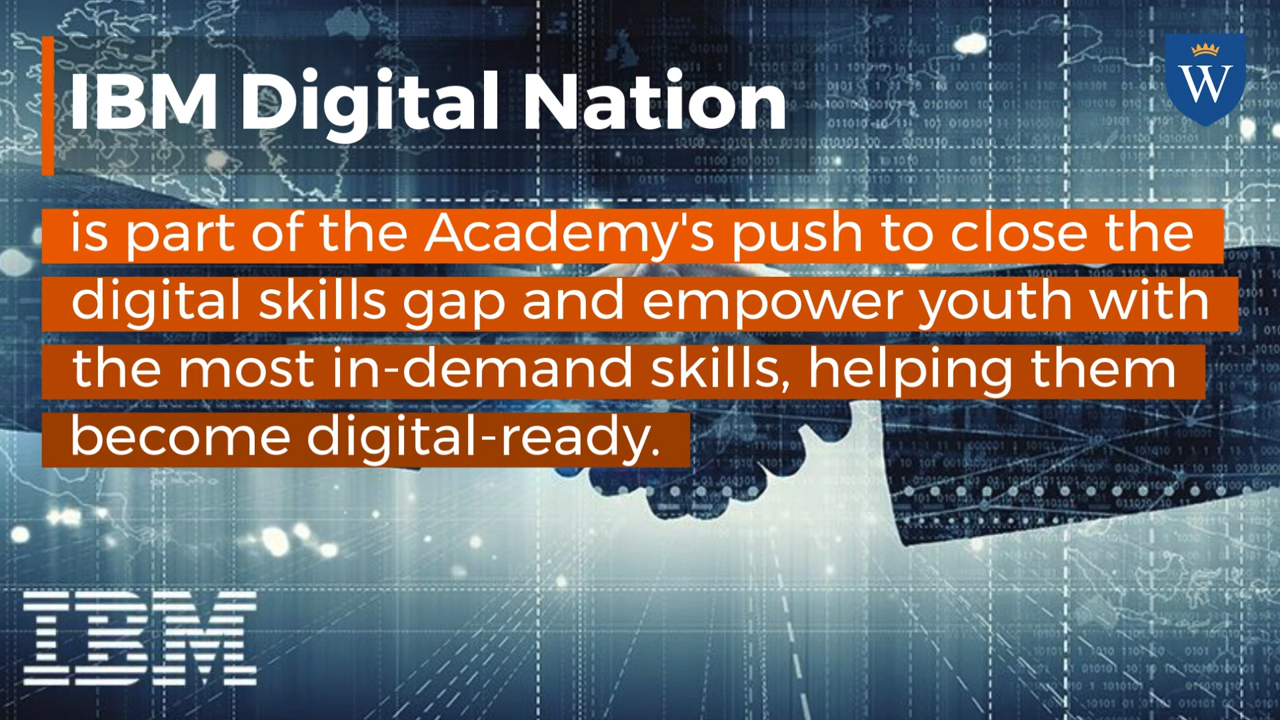 IBM Digital Nation
W
is part of the Academy's push to close the
digital skills gap and empower youth with
the most in-demand skills, helping them
become digital-ready.
IBM